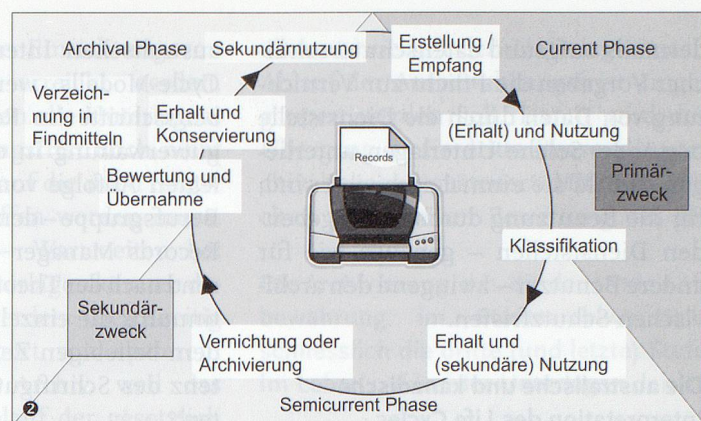 Archival Phase
Sekundärnutzung
Erstellung /
Empfang
Current Phase
Verzeich-
nung in
Findmitteln
Erhalt und
Konservierung
(Erhalt) und Nutzung
Records
Bewertung und
Übernahme
Primär-
zweck
Klassifikation
Sekundär-
zweck
Vernichtung oder
Archivierung
Erhalt und
(sekundäre) Nutzung
Semicurrent Phase
2